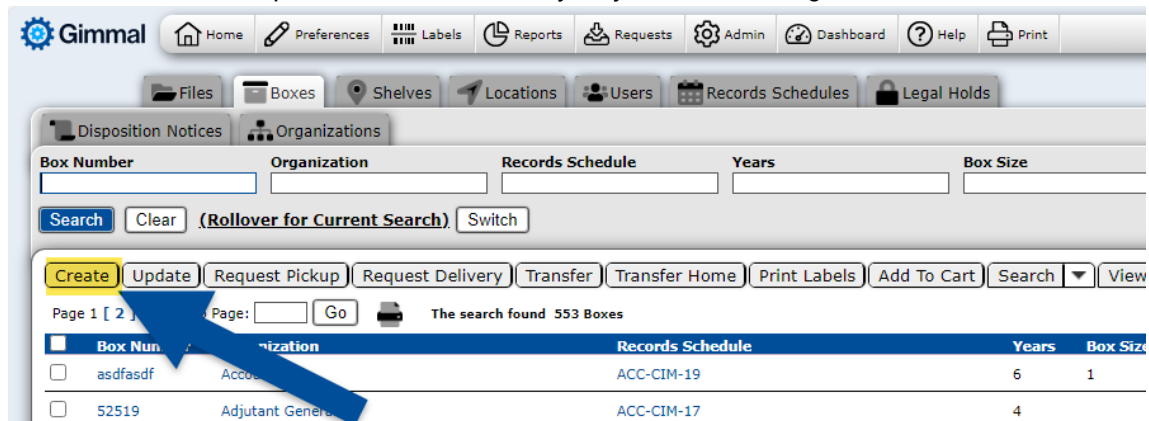 Gimmal Home Preferences Labels Reports Requests Admin Dashboard Help Print
Files Boxes Shelves Locations Users Records Schedules Legal Holds
Disposition Notices Organizations
Box Number Organization Records Schedule Years Box Size
Search Clear (Rollover for Current Search) Switch
Create Update Request Pickup Request Delivery Transfer Transfer Home Print Labels Add To Cart Search View
Page 1 [ 2 ] Page: Go The search found 553 Boxes
Box Records Schedule Years Box Size
asdfasdf ACC-CIM-19 6 1
52519 Adjutant ACC-CIM-17 4